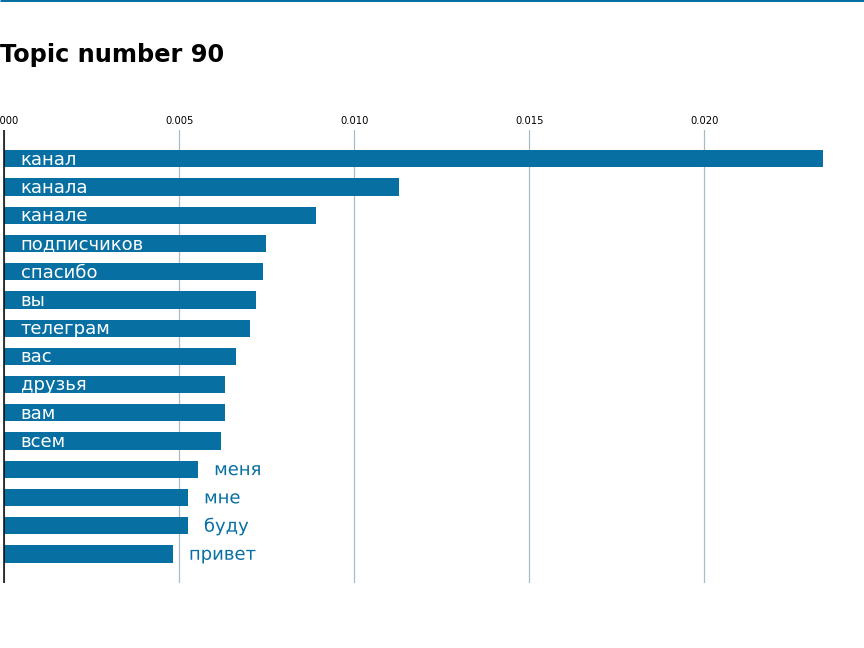 Topic number 90
000 0.005 0.010 0.015 0.020
канал
канала
канале
подписчиков
спасибо
вы
телеграм
вас
друзья
вам
всем
меня
мне
буду
привет